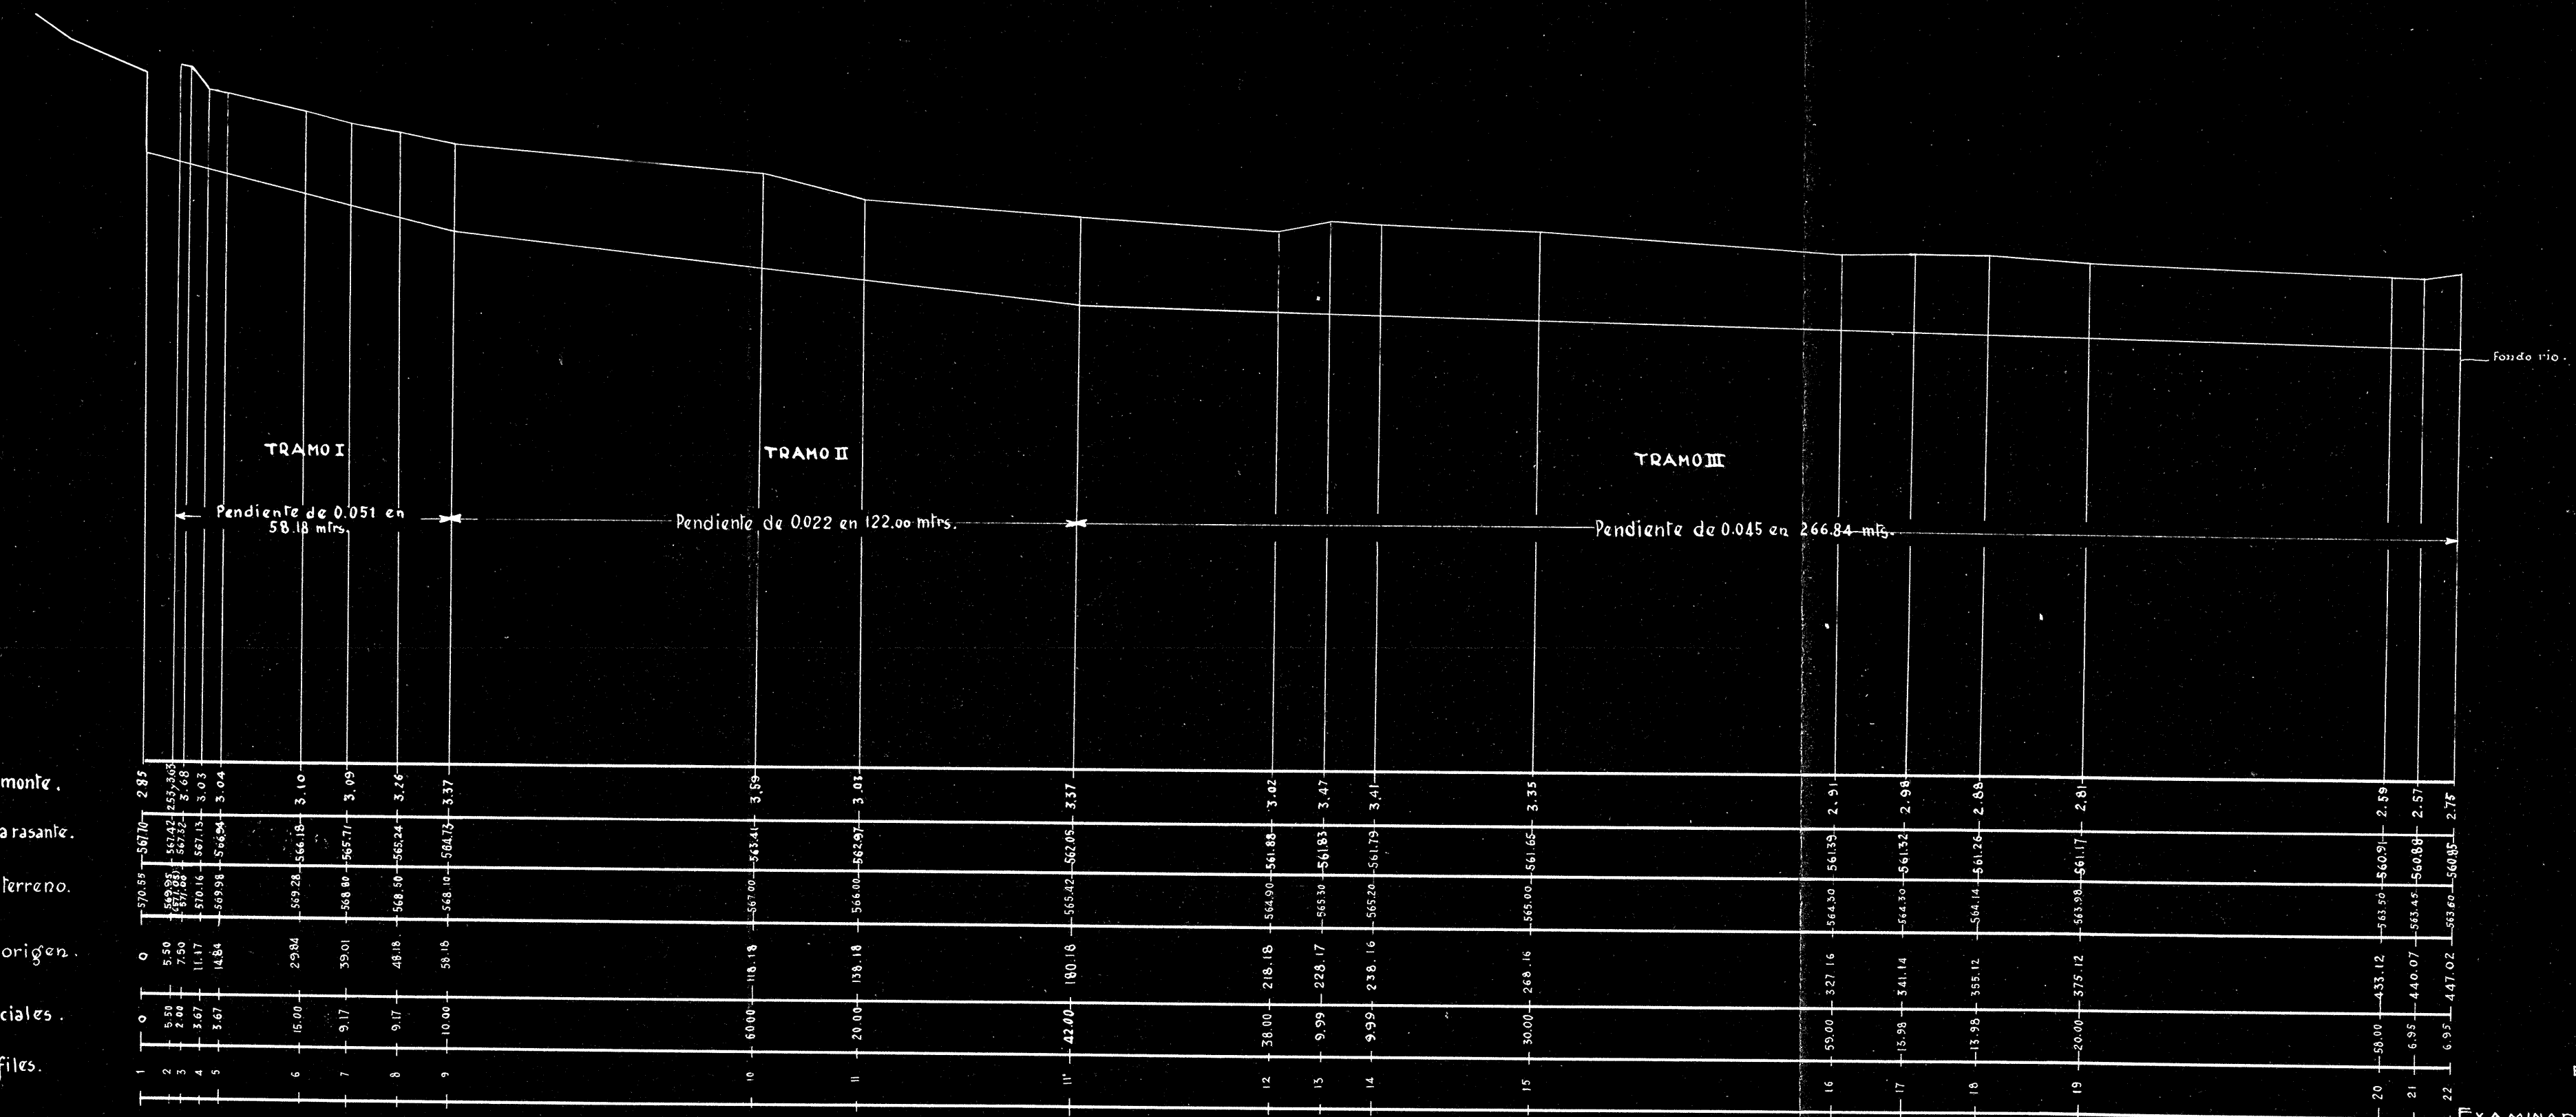 Fondo rio.
TRAMO I
TRAMO II
TRAMO III
Pendiente de 0.051 en
58.18 mtrs.
Pendiente de 0.022 en 122.00 mtrs.
Pendiente de 0.045 en 266.84 mts.
monte. 2.85 3.68 3.03 3.04 3.10 3.09 3.26 3.37 3.59 3.03 3.37 3.02 3.47 3.41 3.35 2.91 2.98 2.88 2.81 2.59 2.57 2.75
a rasante. 567.70 567.42 567.32 567.13 566.94 566.18 565.71 565.24 564.73 563.41 562.97 562.05 561.88 561.83 561.79 561.65 561.39 561.32 561.26 561.17 560.91 560.88 560.85
terreno. 570.55 569.95 571.00 570.16 569.98 569.28 568.80 568.50 568.10 567.00 566.00 565.42 564.90 565.30 565.20 565.00 564.30 564.30 564.14 563.98 563.50 563.45 563.60
origen. 0 5.50 7.50 11.17 14.84 29.84 39.01 48.18 58.18 118.18 138.18 180.18 218.18 228.17 238.16 268.16 327.16 341.14 355.12 375.12 433.12 440.07 447.02
ciales. 0 5.50 2.00 3.67 3.67 15.00 9.17 9.17 10.00 60.00 20.00 42.00 38.00 9.99 9.99 30.00 59.00 13.98 13.98 20.00 58.00 6.95 6.95
files. 1 2 3 4 5 6 7 8 9 10 11 11' 12 13 14 15 16 17 18 19 20 21 22